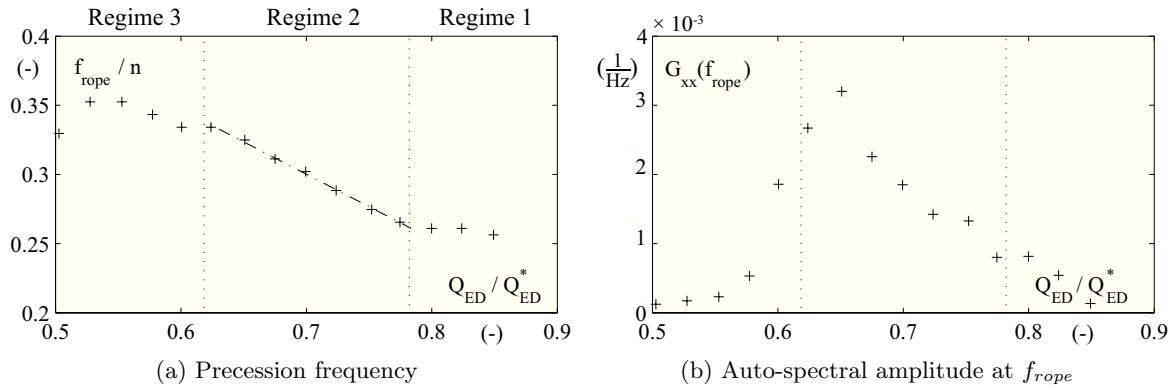 Regime 3 Regime 2 Regime 1
0.4
(-)
f_rope / n
0.35
0.3
0.25
0.2
Q_ED / Q*_ED
0.5 0.6 0.7 0.8 (-) 0.9
(a) Precession frequency
× 10⁻³
4
(1/Hz)
G_xx(f_rope)
3
2
1
0
Q_ED / Q*_ED
0.5 0.6 0.7 0.8 (-) 0.9
(b) Auto-spectral amplitude at f_rope